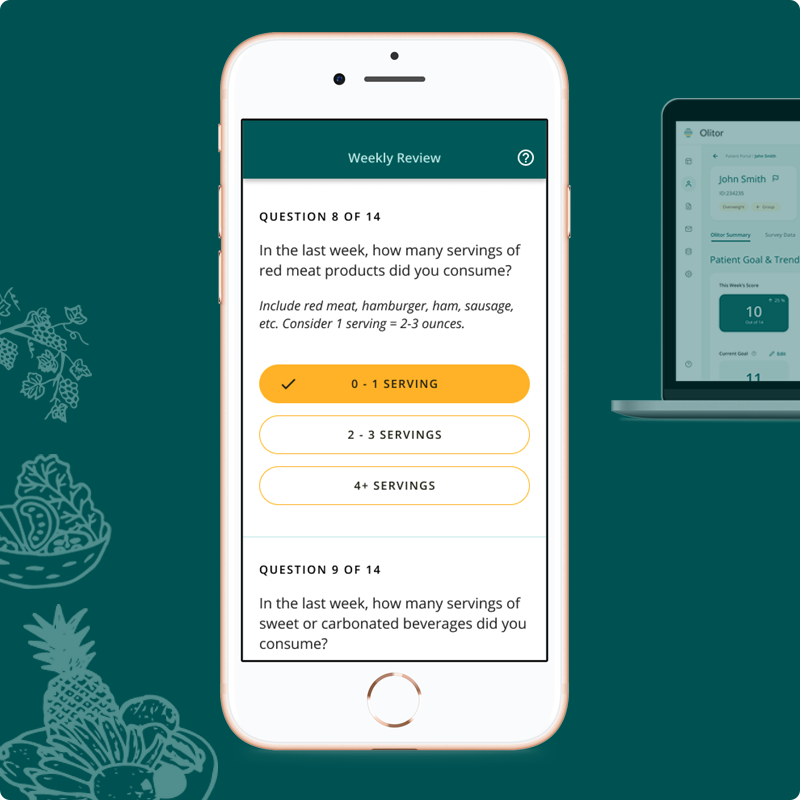 Weekly Review
QUESTION 8 OF 14
In the last week, how many servings of
red meat products did you consume?
Include red meat, hamburger, ham, sausage,
etc. Consider 1 serving = 2-3 ounces.
0 - 1 SERVING
2 - 3 SERVINGS
4+ SERVINGS
QUESTION 9 OF 14
In the last week, how many servings of
sweet or carbonated beverages did you
consume?
Olitor
Patient Portal / John Smith
John Smith
ID:234235
Overweight
Group
Olitor Summary
Survey Data
Patient Goal & Trend
This Week's Score
20 %
10
Out of 14
Current Goal
Edit
11